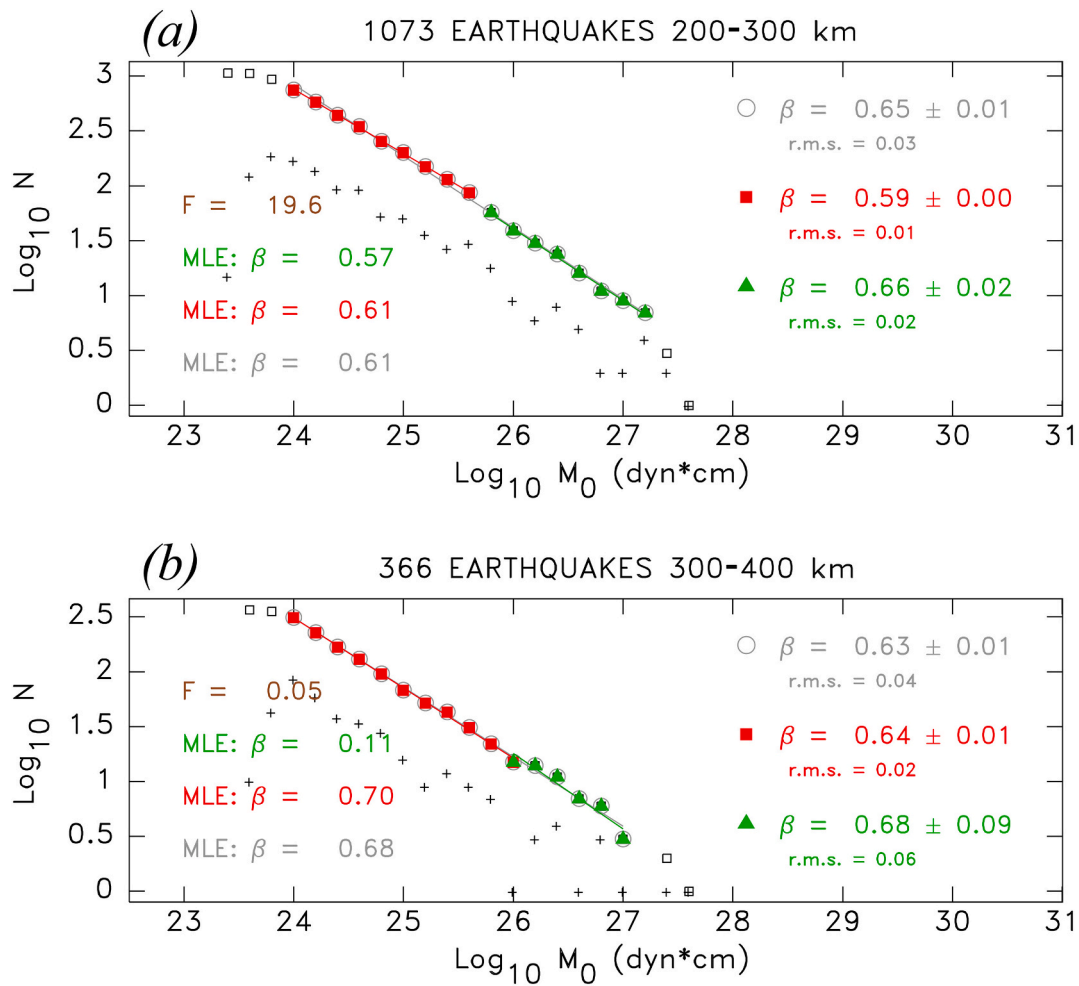 (a)
1073 EARTHQUAKES 200-300 km
3
2.5
2
1.5
1
0.5
0
Log10 N
F = 19.6
MLE: β = 0.57
MLE: β = 0.61
MLE: β = 0.61
β = 0.65 ± 0.01
r.m.s. = 0.03
β = 0.59 ± 0.00
r.m.s. = 0.01
β = 0.66 ± 0.02
r.m.s. = 0.02
23 24 25 26 27 28 29 30 31
Log10 M0 (dyn*cm)
(b)
366 EARTHQUAKES 300-400 km
2.5
2
1.5
1
0.5
0
Log10 N
F = 0.05
MLE: β = 0.11
MLE: β = 0.70
MLE: β = 0.68
β = 0.63 ± 0.01
r.m.s. = 0.04
β = 0.64 ± 0.01
r.m.s. = 0.02
β = 0.68 ± 0.09
r.m.s. = 0.06
23 24 25 26 27 28 29 30 31
Log10 M0 (dyn*cm)